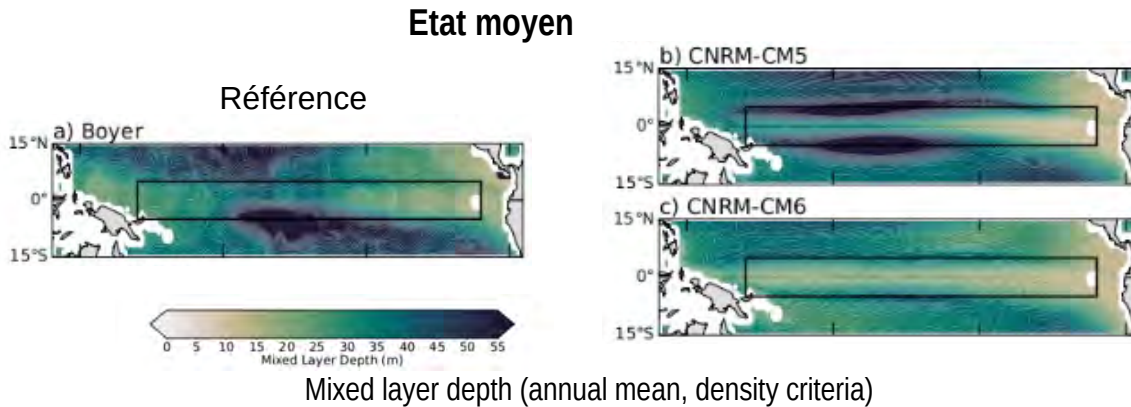 Etat moyen
Référence
a) Boyer
15°N
0°
15°S
0 5 10 15 20 25 30 35 40 45 50 55
Mixed Layer Depth (m)
b) CNRM-CM5
15°N
0°
15°S
c) CNRM-CM6
15°N
0°
15°S
Mixed layer depth (annual mean, density criteria)